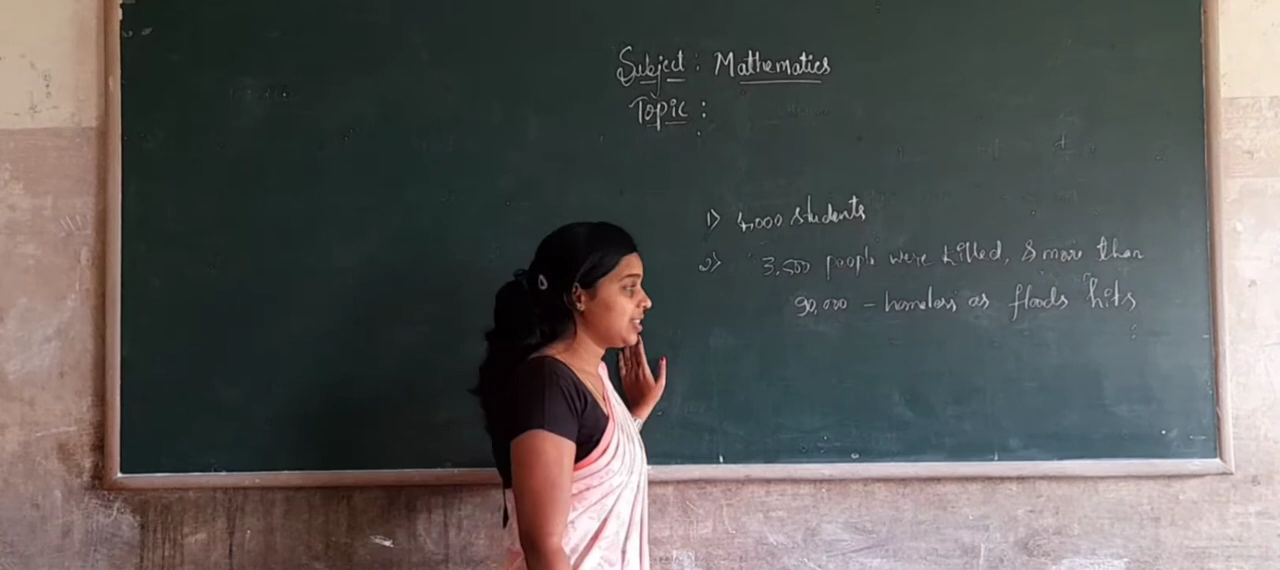 Subject : Mathematics
Topic :
1) 4,000 students
2) 3,500 people were killed, & more than
90,000 – homeless as floods hits